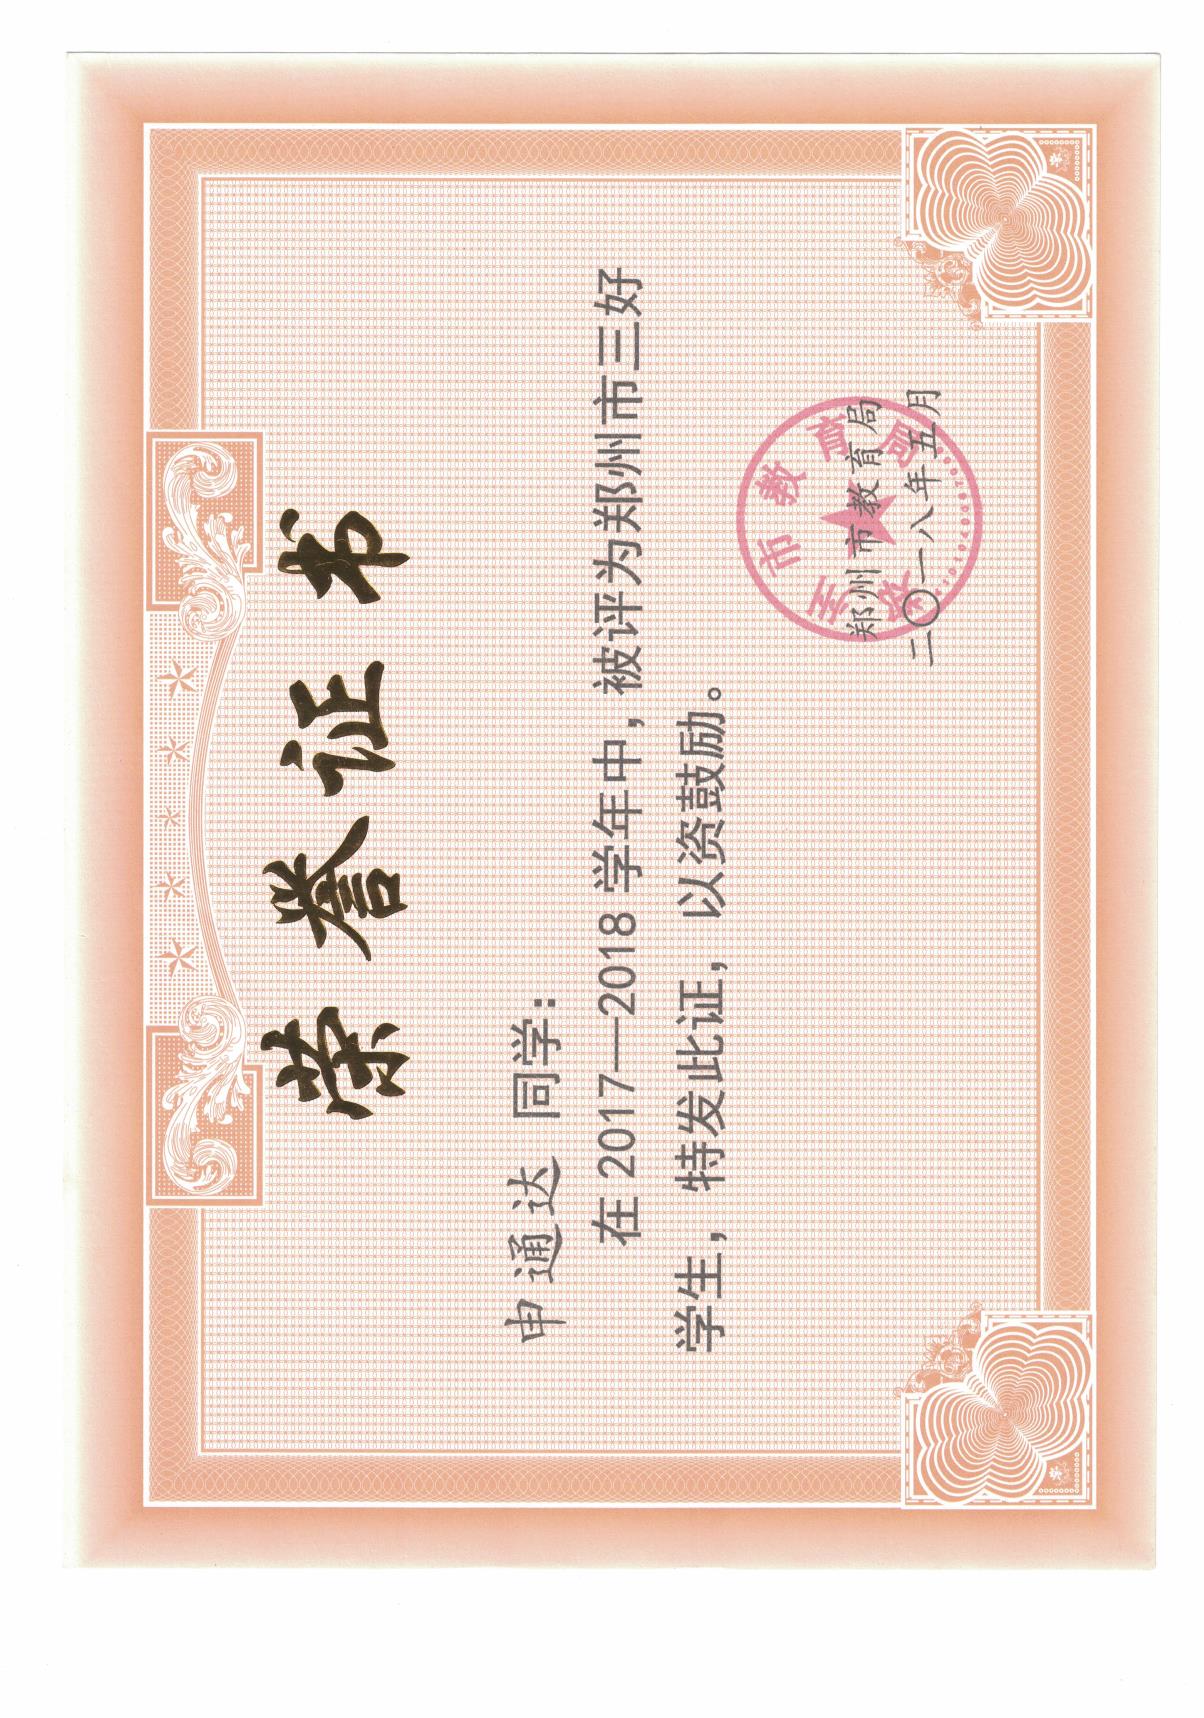 荣誉证书
申通达 同学：
在 2017—2018 学年中，被评为郑州市三好
学生，特发此证，以资鼓励。
郑州市教育局
郑州市教育局
二〇一八年五月